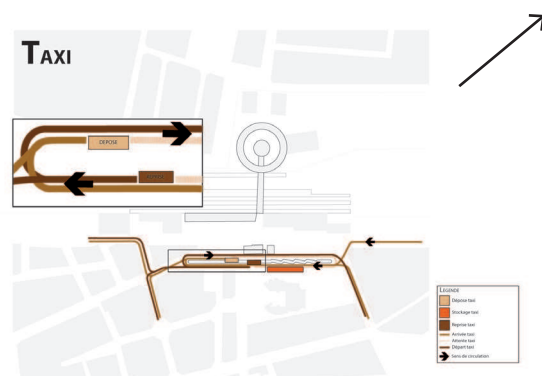 TAXI
DEPOSE
LEGENDE
Dépose taxi
Stockage taxi
Reprise taxi
Arrivée taxi
Attente taxi
Départ taxi
Sens de circulation